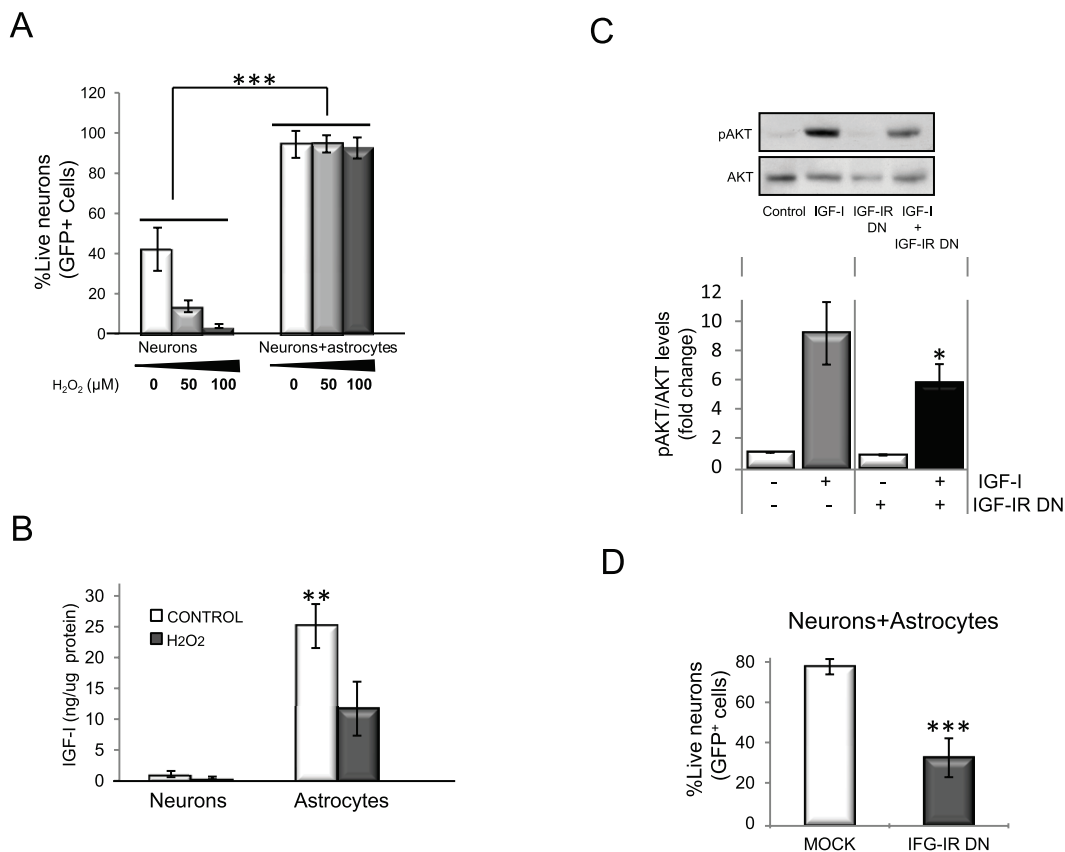 A
***
120
100
80
60
40
20
0
%Live neurons
(GFP+ Cells)
Neurons
Neurons+astrocytes
H2O2 (µM)
0 50 100 0 50 100
B
30
25
20
15
10
5
0
IGF-I (ng/ug protein)
CONTROL
H2O2
**
Neurons Astrocytes
C
pAKT
AKT
Control IGF-I IGF-IR DN IGF-I + IGF-IR DN
12
10
8
6
4
2
0
pAKT/AKT levels
(fold change)
*
- + - + IGF-I
- - + + IGF-IR DN
D
Neurons+Astrocytes
80
60
40
20
0
%Live neurons
(GFP+ cells)
***
MOCK IFG-IR DN